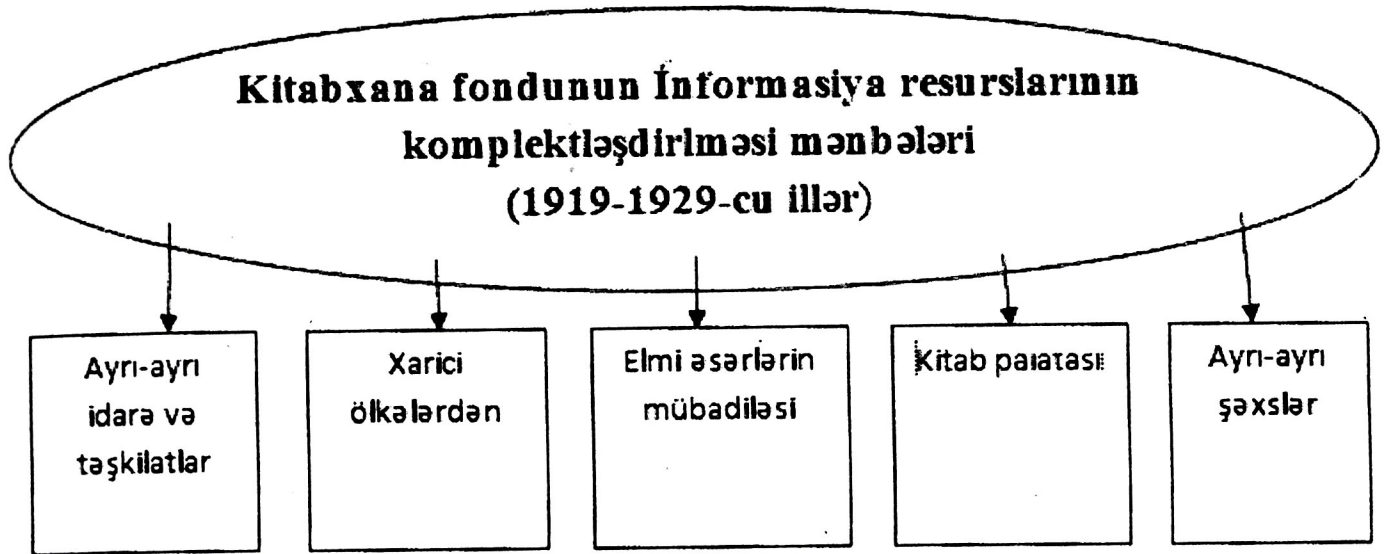 Kitabxana fondunun İnformasiya resurslarının
komplektləşdirlməsi mənbələri
(1919-1929-cu illər)
Ayrı-ayrı
idarə və
təşkilatlar
Xarici
ölkələrdən
Elmi əsərlərin
mübadiləsi
Kitab palatası
Ayrı-ayrı
şəxslər